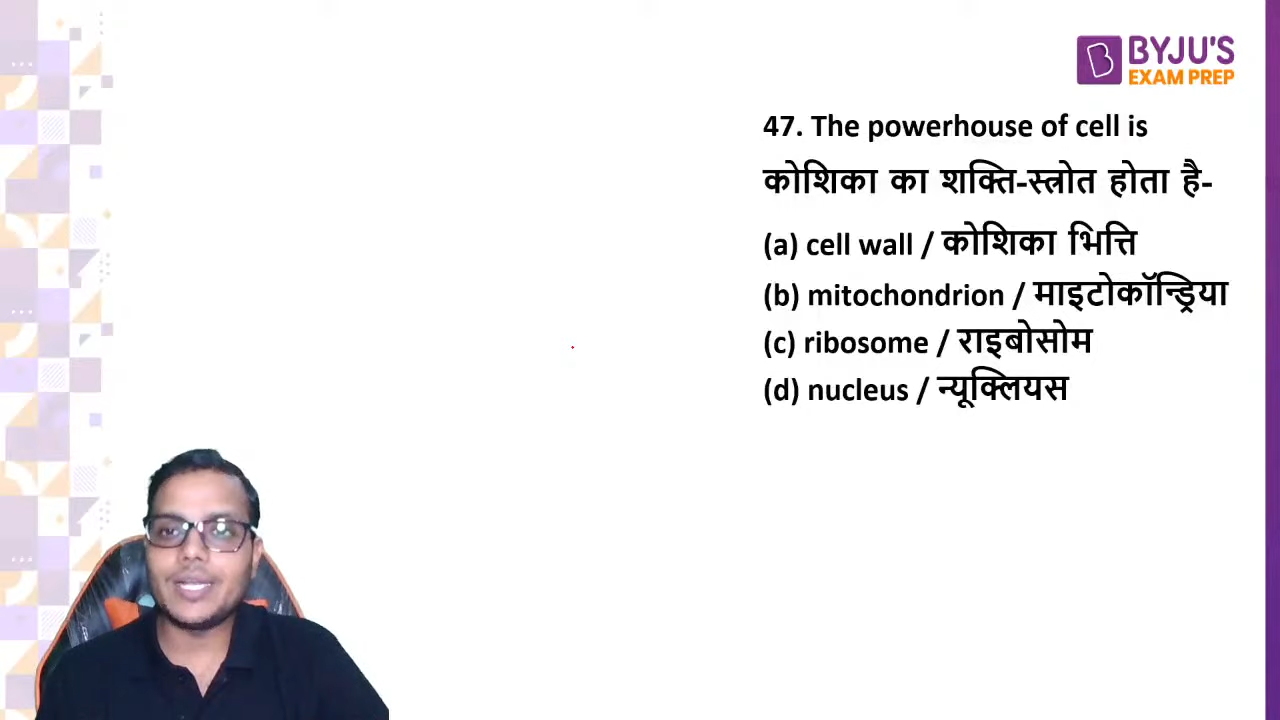 BYJU'S
EXAM PREP
47. The powerhouse of cell is
कोशिका का शक्ति-स्त्रोत होता है-
(a) cell wall / कोशिका भित्ति
(b) mitochondrion / माइटोकॉन्ड्रिया
(c) ribosome / राइबोसोम
(d) nucleus / न्यूक्लियस